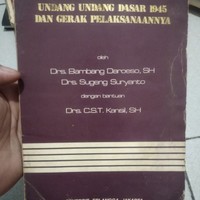 UNDANG UNDANG DASAR 1945
DAN GERAK PELAKSANAANNYA
oleh
Drs. Bambang Daroeso, SH
Drs. Sugeng Suryanto
dengan bantuan
Drs. C.S.T. Kansil, SH
JAKARTA